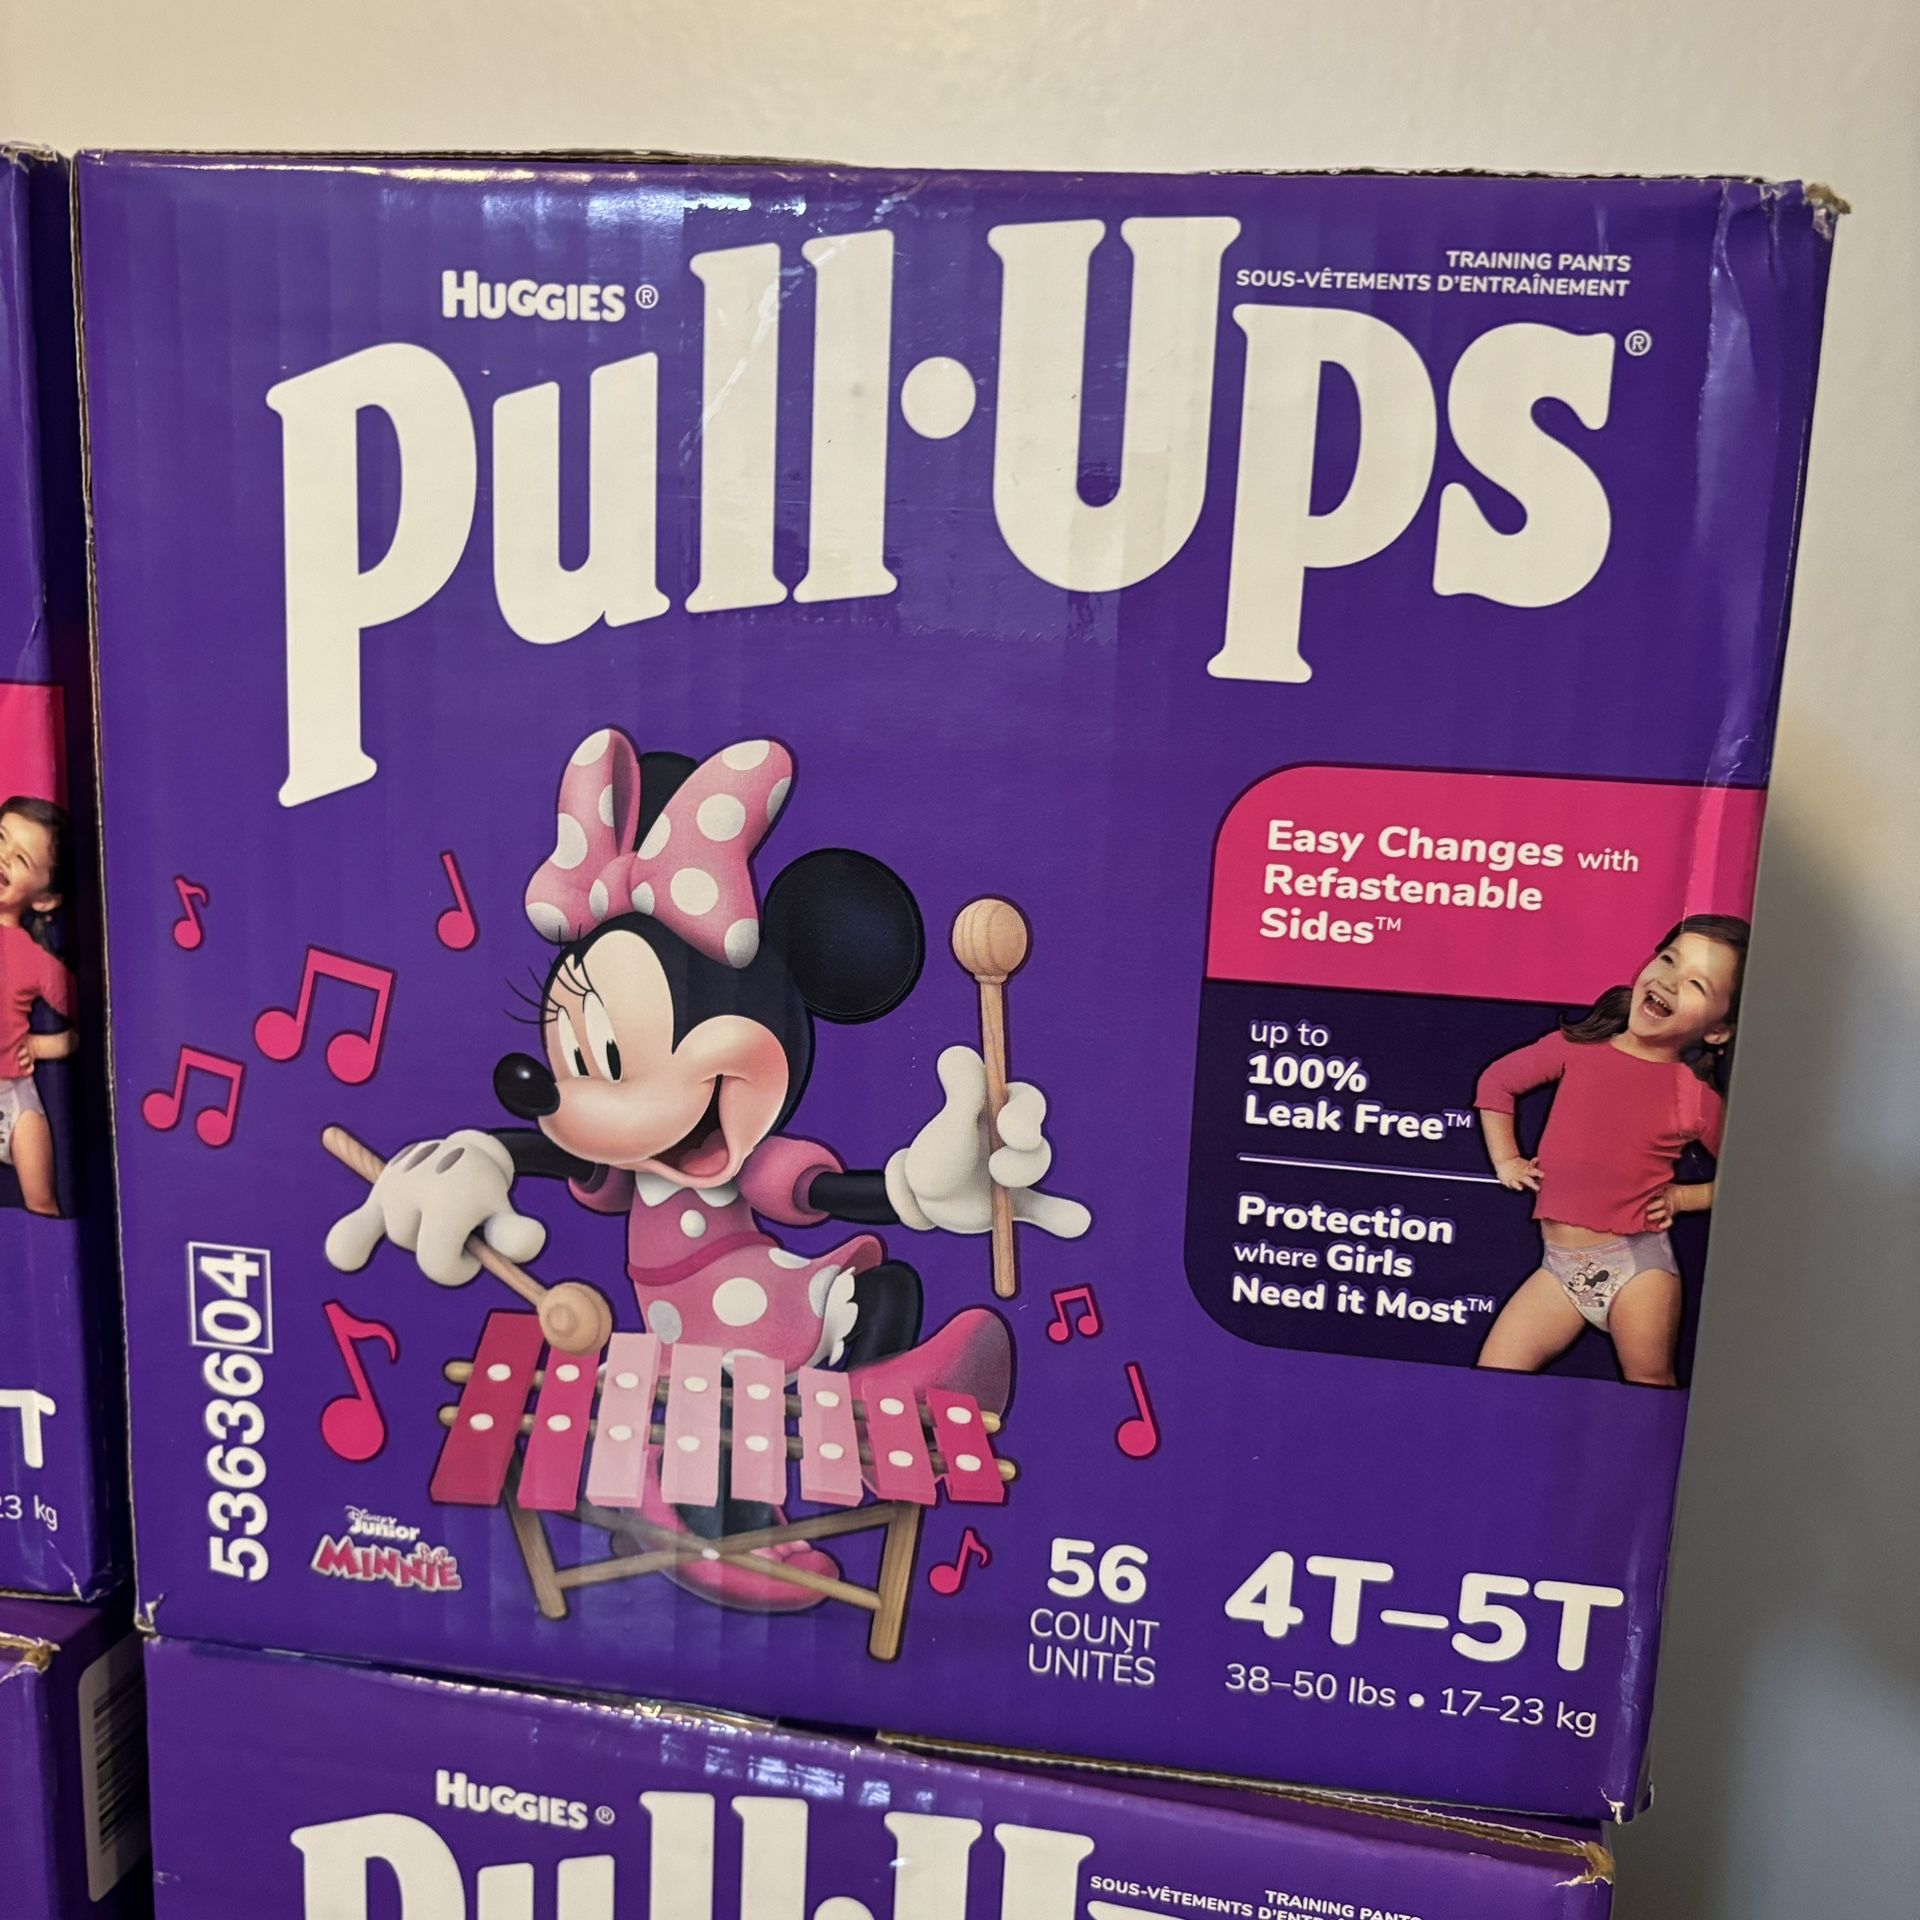 HUGGIES®
Pull·Ups®
TRAINING PANTS
SOUS-VÊTEMENTS D'ENTRAÎNEMENT
Easy Changes with
Refastenable
Sides™
up to
100%
Leak Free™
Protection
where Girls
Need it Most™
53636 04
Disney
Junior
MINNIE
56
COUNT
UNITÉS
4T–5T
38–50 lbs • 17–23 kg
T
23 kg
HUGGIES®
Pull·U
TRAINING PANTS
SOUS-VÊTEMENTS